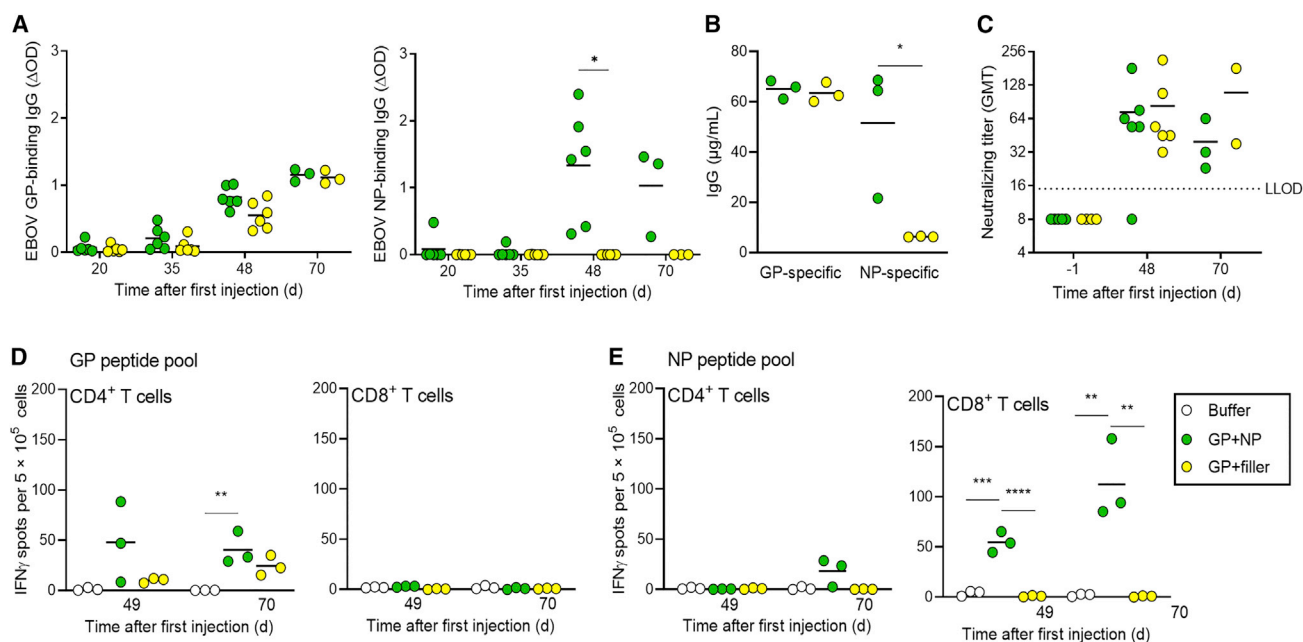 A
EBOV GP-binding IgG (ΔOD)
3
2
1
0
20 35 48 70
Time after first injection (d)
EBOV NP-binding IgG (ΔOD)
3
2
1
0
*
20 35 48 70
Time after first injection (d)
B
IgG (µg/mL)
80
60
40
20
0
*
GP-specific NP-specific
C
Neutralizing titer (GMT)
256
128
64
32
16
8
4
LLOD
-1 48 70
Time after first injection (d)
D GP peptide pool
IFNγ spots per 5 × 10⁵ cells
200
150
100
50
0
CD4⁺ T cells
**
49 70
Time after first injection (d)
200
150
100
50
0
CD8⁺ T cells
49 70
Time after first injection (d)
E NP peptide pool
IFNγ spots per 5 × 10⁵ cells
200
150
100
50
0
CD4⁺ T cells
49 70
Time after first injection (d)
200
150
100
50
0
CD8⁺ T cells
** **
*** ****
49 70
Time after first injection (d)
Buffer
GP+NP
GP+filler